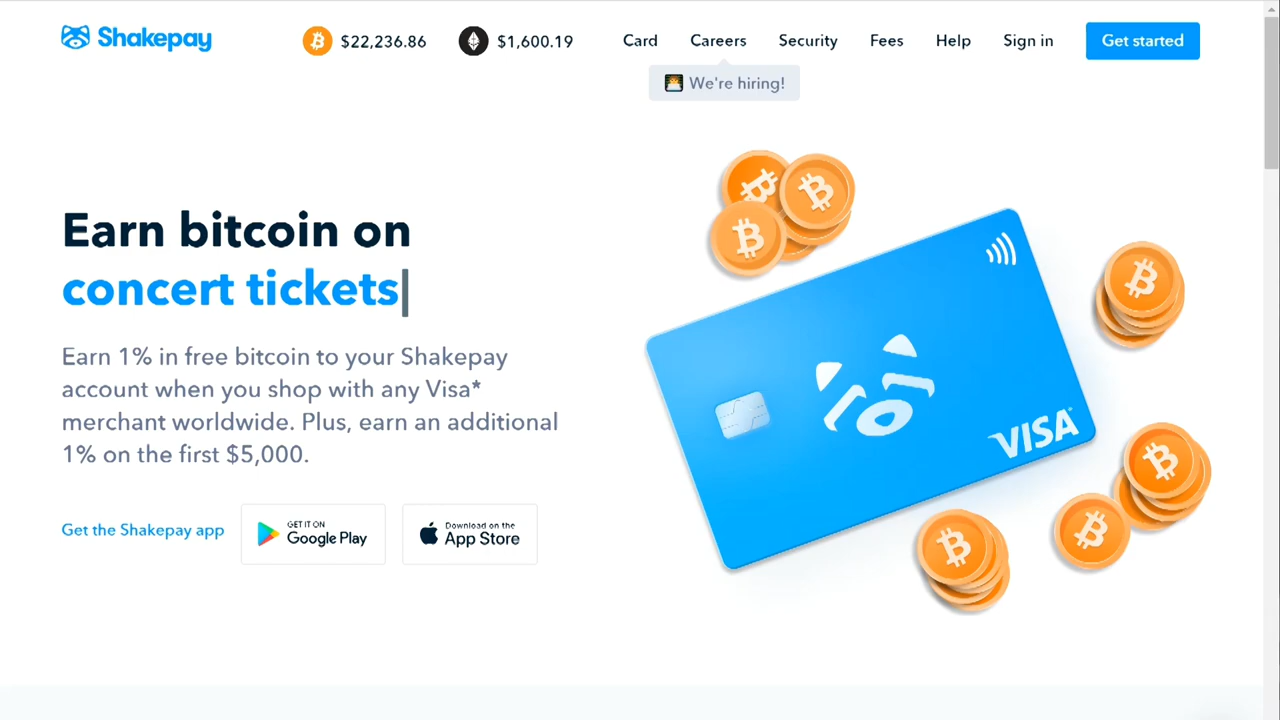 Shakepay
$22,236.86
$1,600.19
Card
Careers
Security
Fees
Help
Sign in
Get started
We're hiring!
Earn bitcoin on
concert tickets
Earn 1% in free bitcoin to your Shakepay
account when you shop with any Visa*
merchant worldwide. Plus, earn an additional
1% on the first $5,000.
Get the Shakepay app
GET IT ON
Google Play
Download on the
App Store
VISA